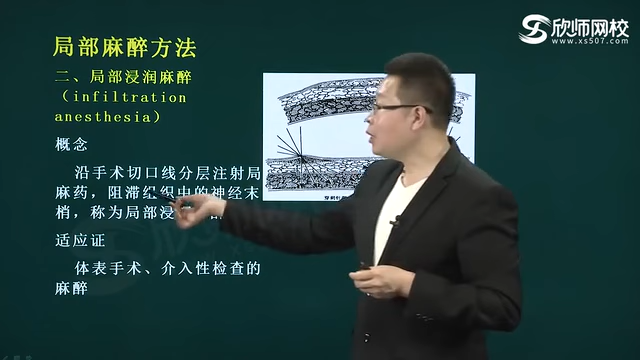 欣师网校
www.xs507.com
局部麻醉方法
二、局部浸润麻醉
（infiltration
anesthesia）
概念
沿手术切口线分层注射局
麻药，阻滞组织中的神经末
梢，称为局部浸
适应证
体表手术、介入性检查的
麻醉